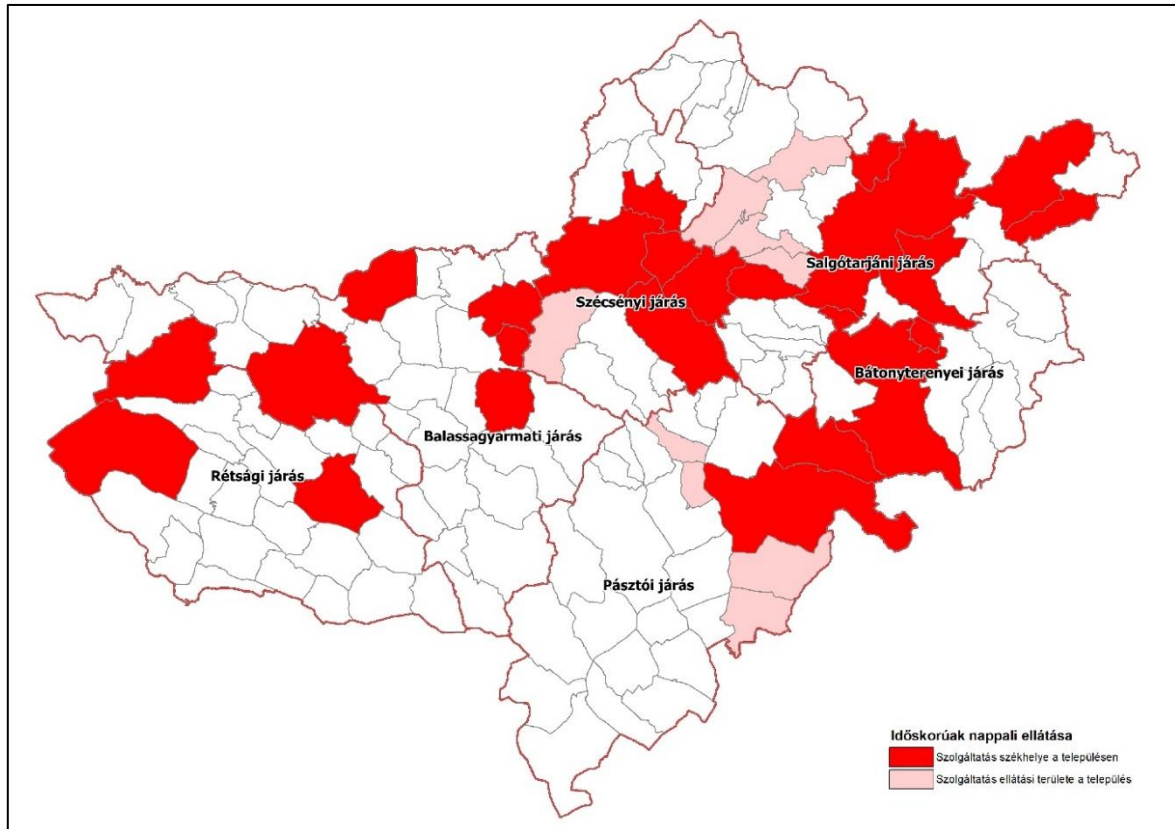 Salgótarjáni járás
Szécsényi járás
Bátonyterenyei járás
Balassagyarmati járás
Rétsági járás
Pásztói járás
Időskorúak nappali ellátása
Szolgáltatás székhelye a településen
Szolgáltatás ellátási területe a település